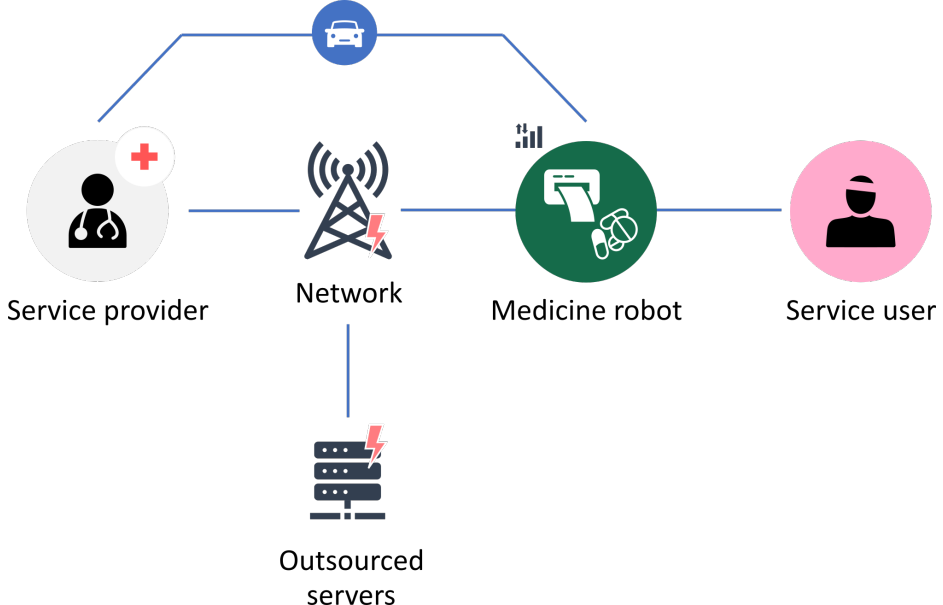 Service provider
Network
Medicine robot
Service user
Outsourced
servers